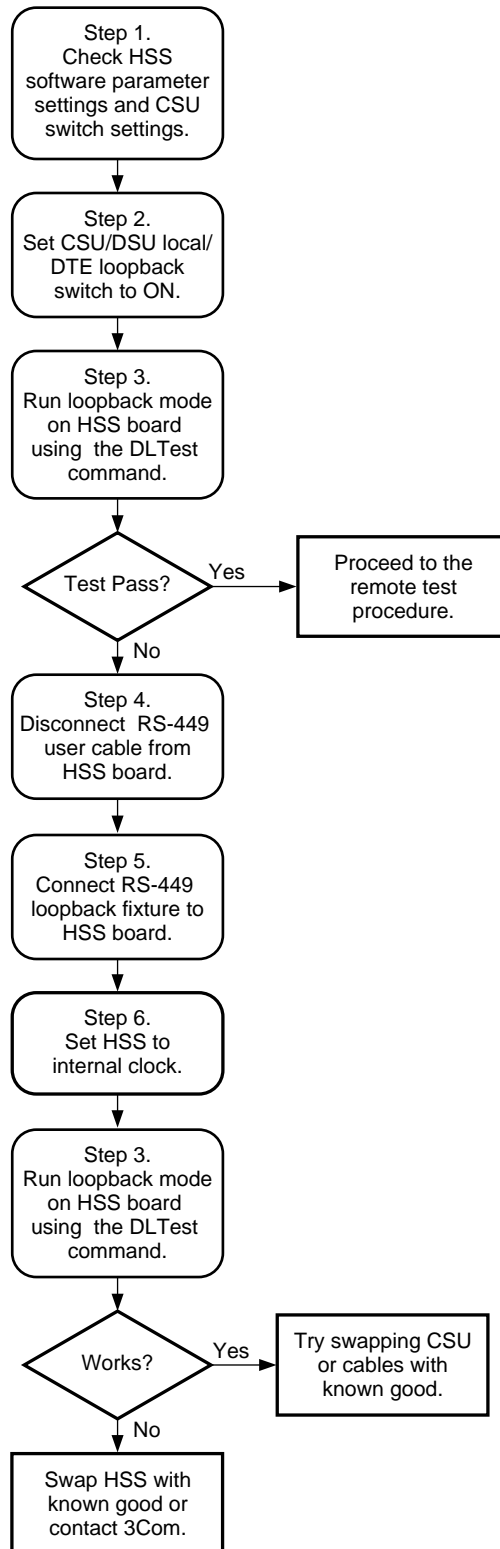 Step 1.
Check HSS
software parameter
settings and CSU
switch settings.
Step 2.
Set CSU/DSU local/
DTE loopback
switch to ON.
Step 3.
Run loopback mode
on HSS board
using the DLTest
command.
Test Pass?
Yes
Proceed to the
remote test
procedure.
No
Step 4.
Disconnect RS-449
user cable from
HSS board.
Step 5.
Connect RS-449
loopback fixture to
HSS board.
Step 6.
Set HSS to
internal clock.
Step 3.
Run loopback mode
on HSS board
using the DLTest
command.
Works?
Yes
Try swapping CSU
or cables with
known good.
No
Swap HSS with
known good or
contact 3Com.